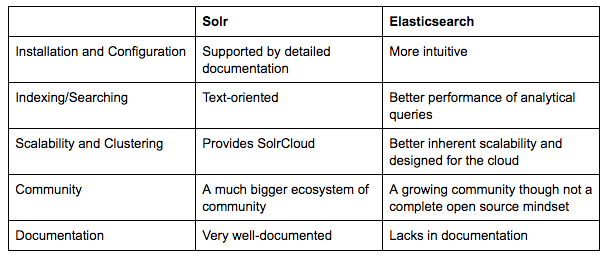 Solr Elasticsearch
Installation and Configuration Supported by detailed documentation More intuitive
Indexing/Searching Text-oriented Better performance of analytical queries
Scalability and Clustering Provides SolrCloud Better inherent scalability and designed for the cloud
Community A much bigger ecosystem of community A growing community though not a complete open source mindset
Documentation Very well-documented Lacks in documentation